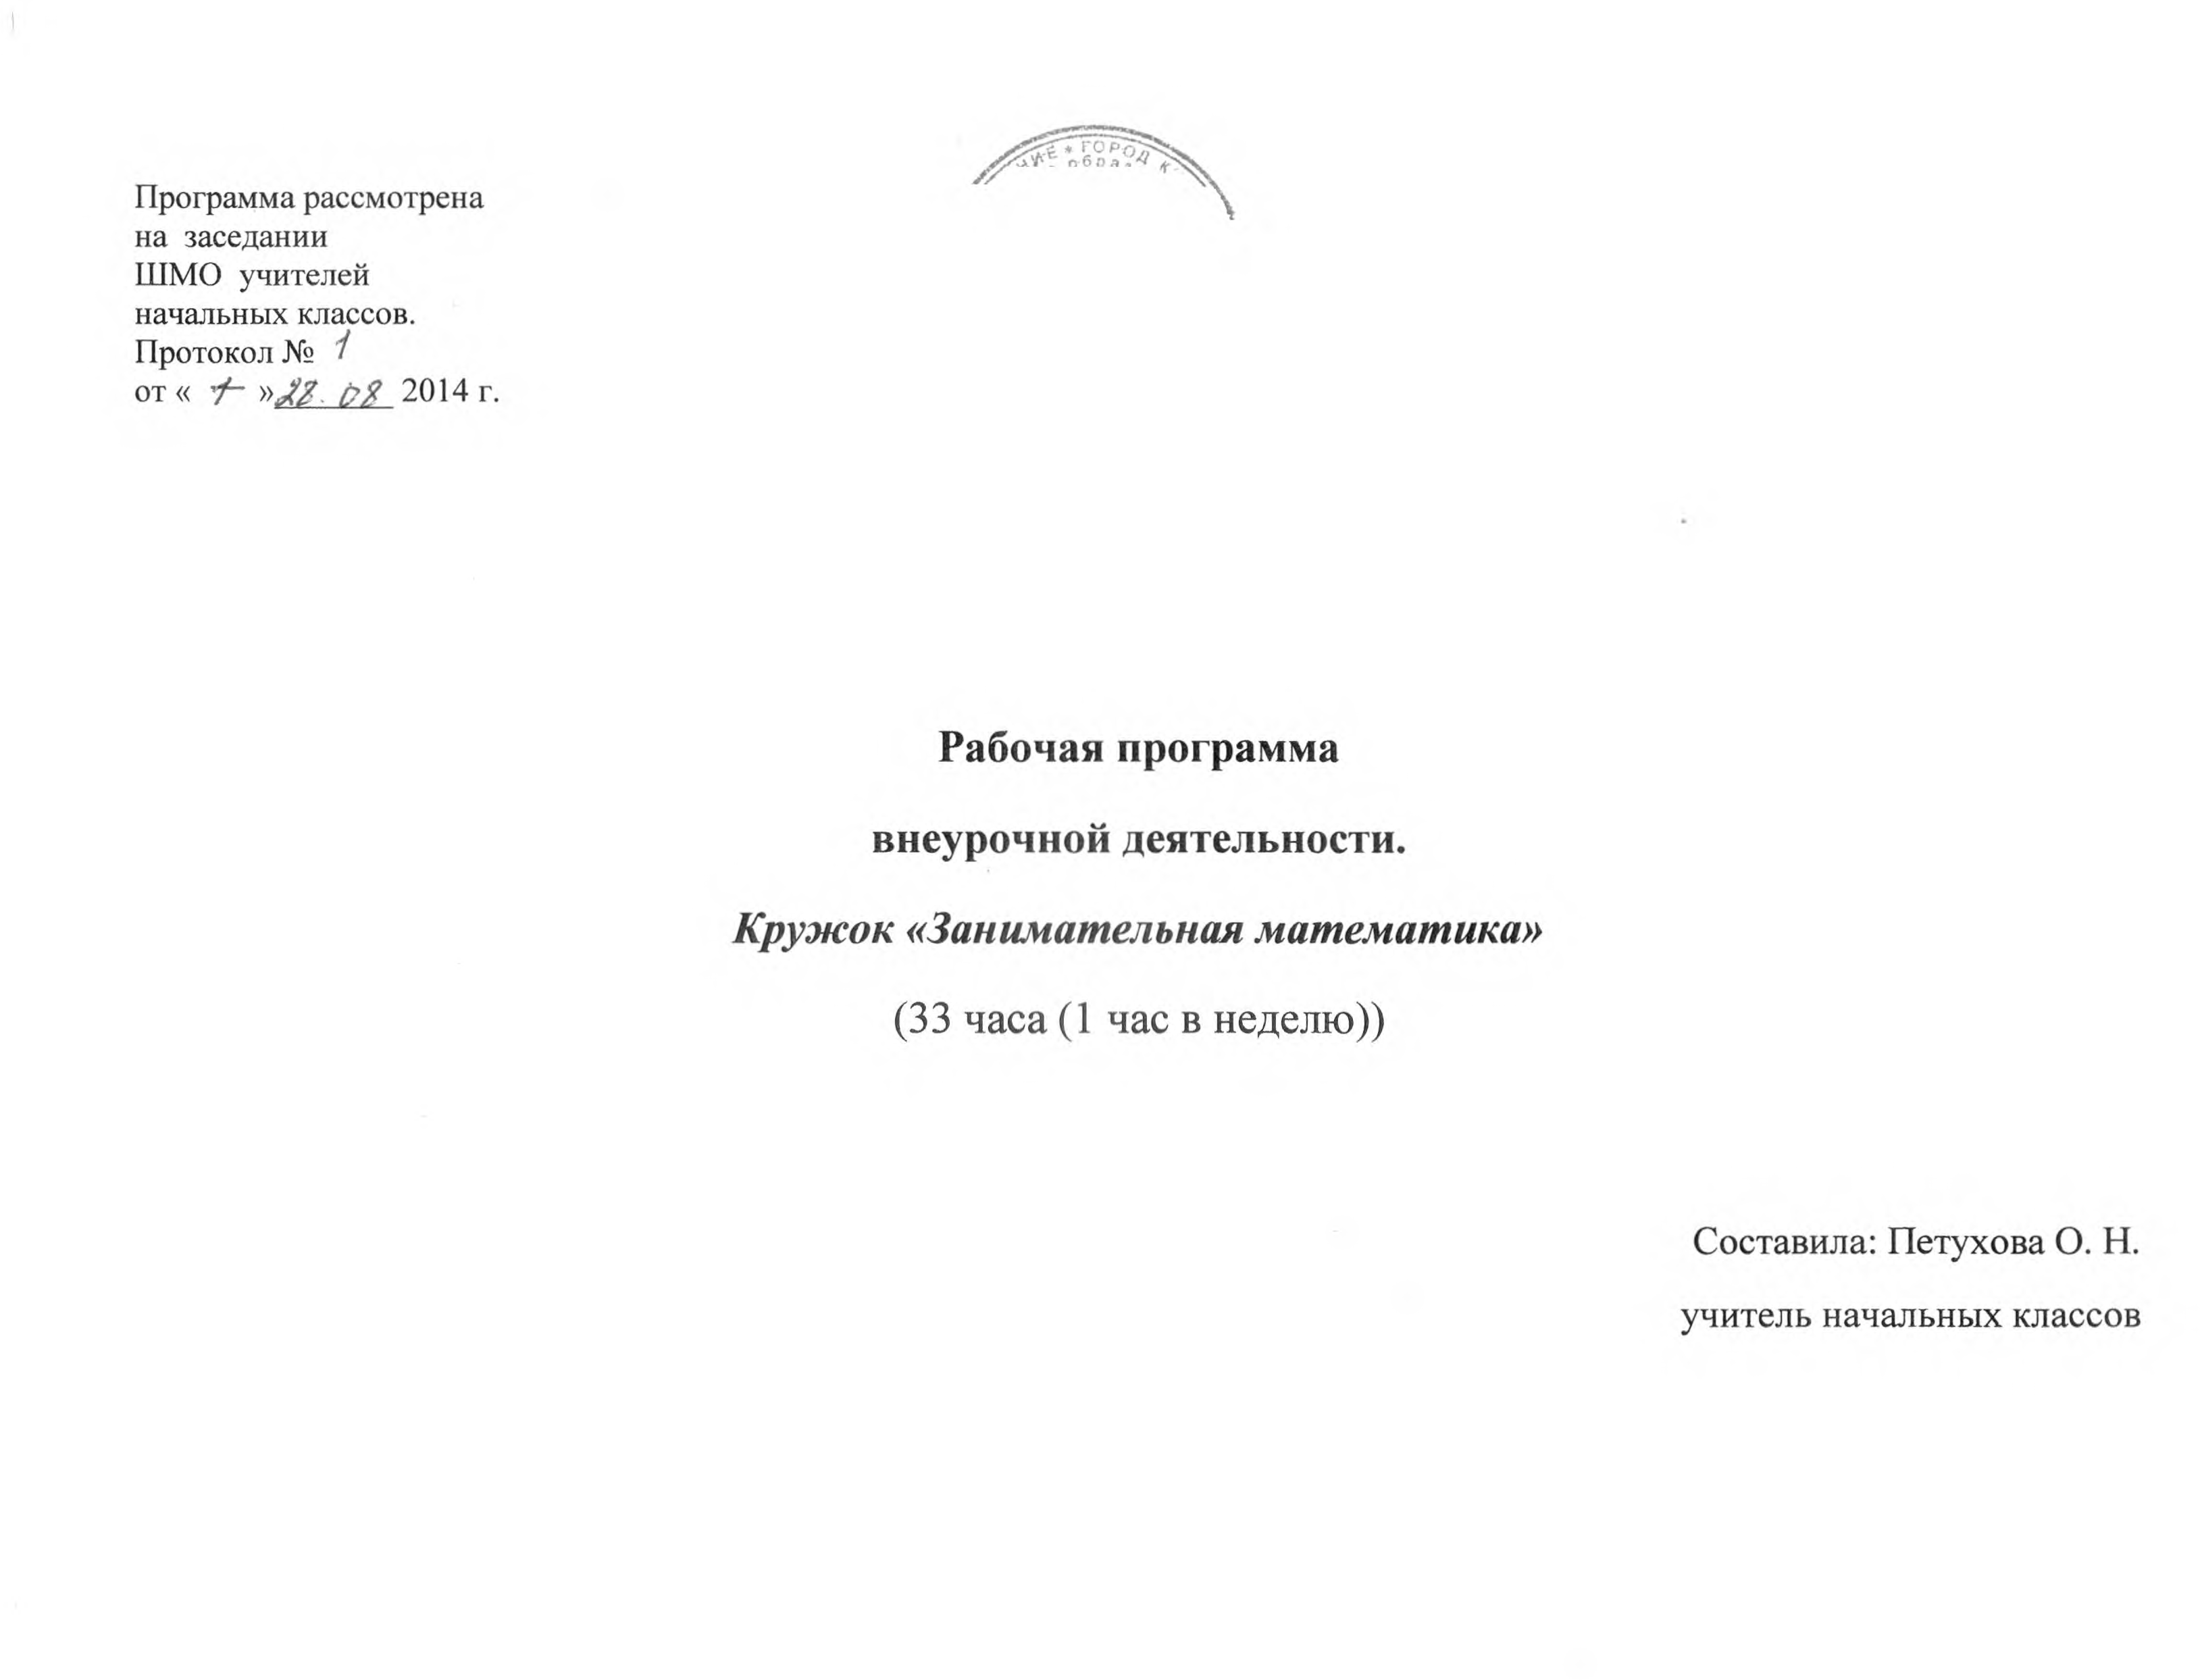 Программа рассмотрена
на заседании
ШМО учителей
начальных классов.
Протокол № 1
от « » 28.08 2014 г.
ГОРОД
Рабочая программа
внеурочной деятельности.
Кружок «Занимательная математика»
(33 часа (1 час в неделю))
Составила: Петухова О. Н.
учитель начальных классов